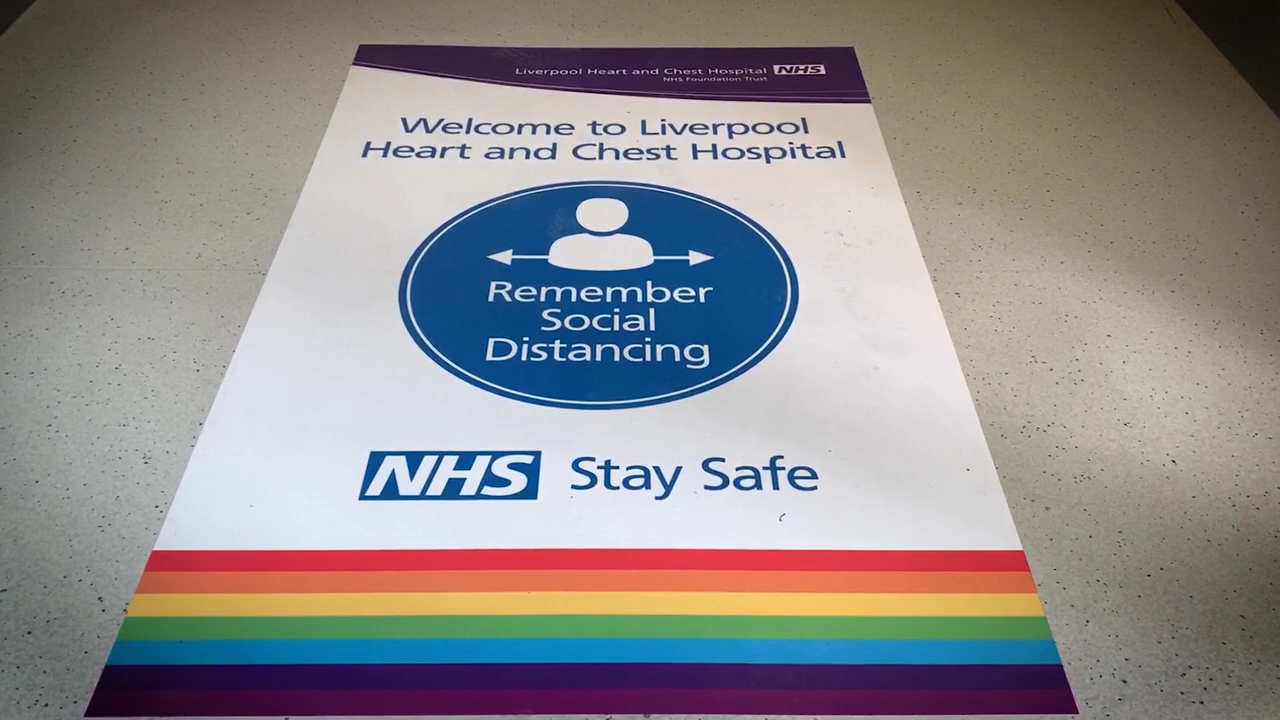 Liverpool Heart and Chest Hospital NHS
NHS Foundation Trust
Welcome to Liverpool
Heart and Chest Hospital
Remember
Social
Distancing
NHS Stay Safe